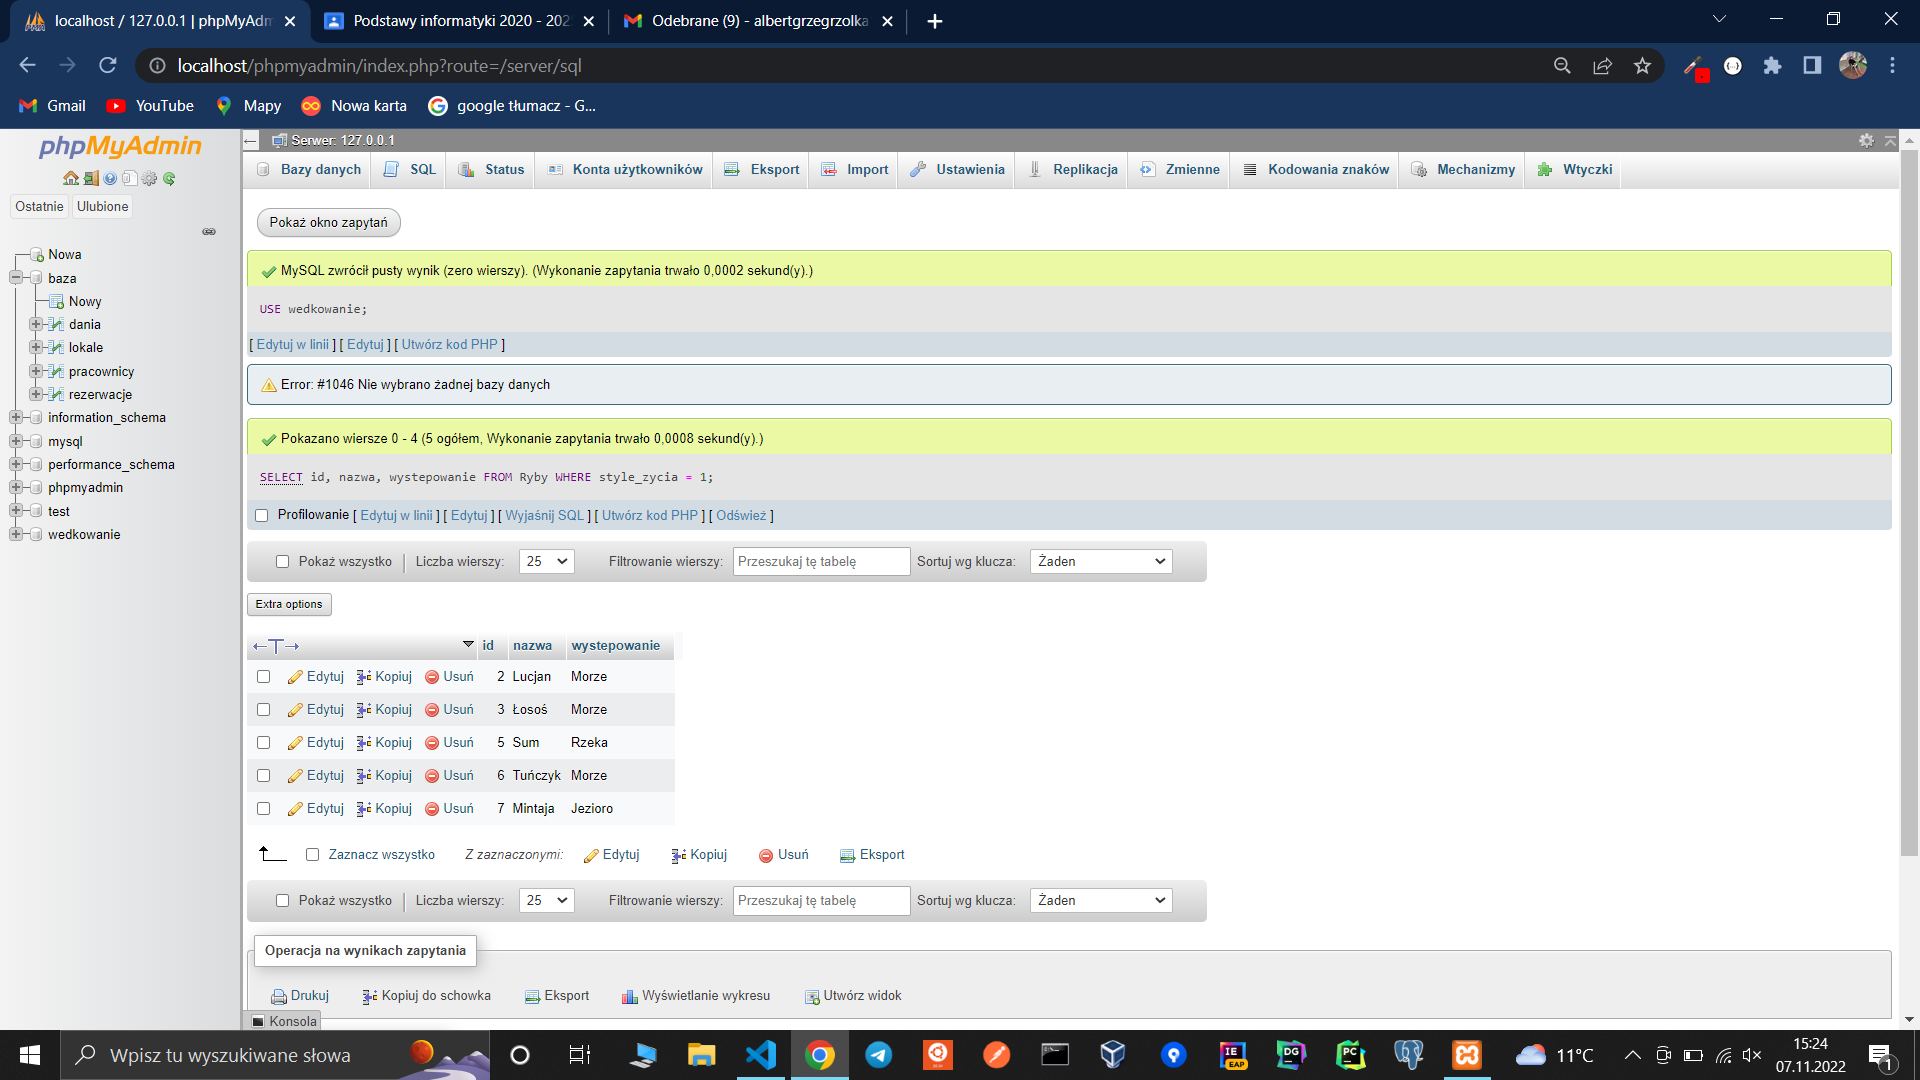 localhost / 127.0.0.1 | phpMyAdm
Podstawy informatyki 2020 - 202
Odebrane (9) - albertgrzegrzolka
localhost/phpmyadmin/index.php?route=/server/sql
Gmail
YouTube
Mapy
Nowa karta
google tłumacz - G...
phpMyAdmin
Ostatnie
Ulubione
Nowa
baza
Nowy
dania
lokale
pracownicy
rezerwacje
information_schema
mysql
performance_schema
phpmyadmin
test
wedkowanie
Serwer: 127.0.0.1
Bazy danych
SQL
Status
Konta użytkowników
Eksport
Import
Ustawienia
Replikacja
Zmienne
Kodowania znaków
Mechanizmy
Wtyczki
Pokaż okno zapytań
MySQL zwrócił pusty wynik (zero wierszy). (Wykonanie zapytania trwało 0,0002 sekund(y).)
USE wedkowanie;
[ Edytuj w linii ] [ Edytuj ] [ Utwórz kod PHP ]
Error: #1046 Nie wybrano żadnej bazy danych
Pokazano wiersze 0 - 4 (5 ogółem, Wykonanie zapytania trwało 0,0008 sekund(y).)
SELECT id, nazwa, wystepowanie FROM Ryby WHERE style_zycia = 1;
Profilowanie [ Edytuj w linii ] [ Edytuj ] [ Wyjaśnij SQL ] [ Utwórz kod PHP ] [ Odśwież ]
Pokaż wszystko | Liczba wierszy: 25 Filtrowanie wierszy: Przeszukaj tę tabelę Sortuj wg klucza: Żaden
Extra options
id nazwa wystepowanie
Edytuj Kopiuj Usuń 2 Lucjan Morze
Edytuj Kopiuj Usuń 3 Łosoś Morze
Edytuj Kopiuj Usuń 5 Sum Rzeka
Edytuj Kopiuj Usuń 6 Tuńczyk Morze
Edytuj Kopiuj Usuń 7 Mintaja Jezioro
Zaznacz wszystko Z zaznaczonymi: Edytuj Kopiuj Usuń Eksport
Pokaż wszystko | Liczba wierszy: 25 Filtrowanie wierszy: Przeszukaj tę tabelę Sortuj wg klucza: Żaden
Operacja na wynikach zapytania
Drukuj Kopiuj do schowka Eksport Wyświetlanie wykresu Utwórz widok
Konsola
Wpisz tu wyszukiwane słowa
IE
EAP
DG
PC
11°C
15:24
07.11.2022
1